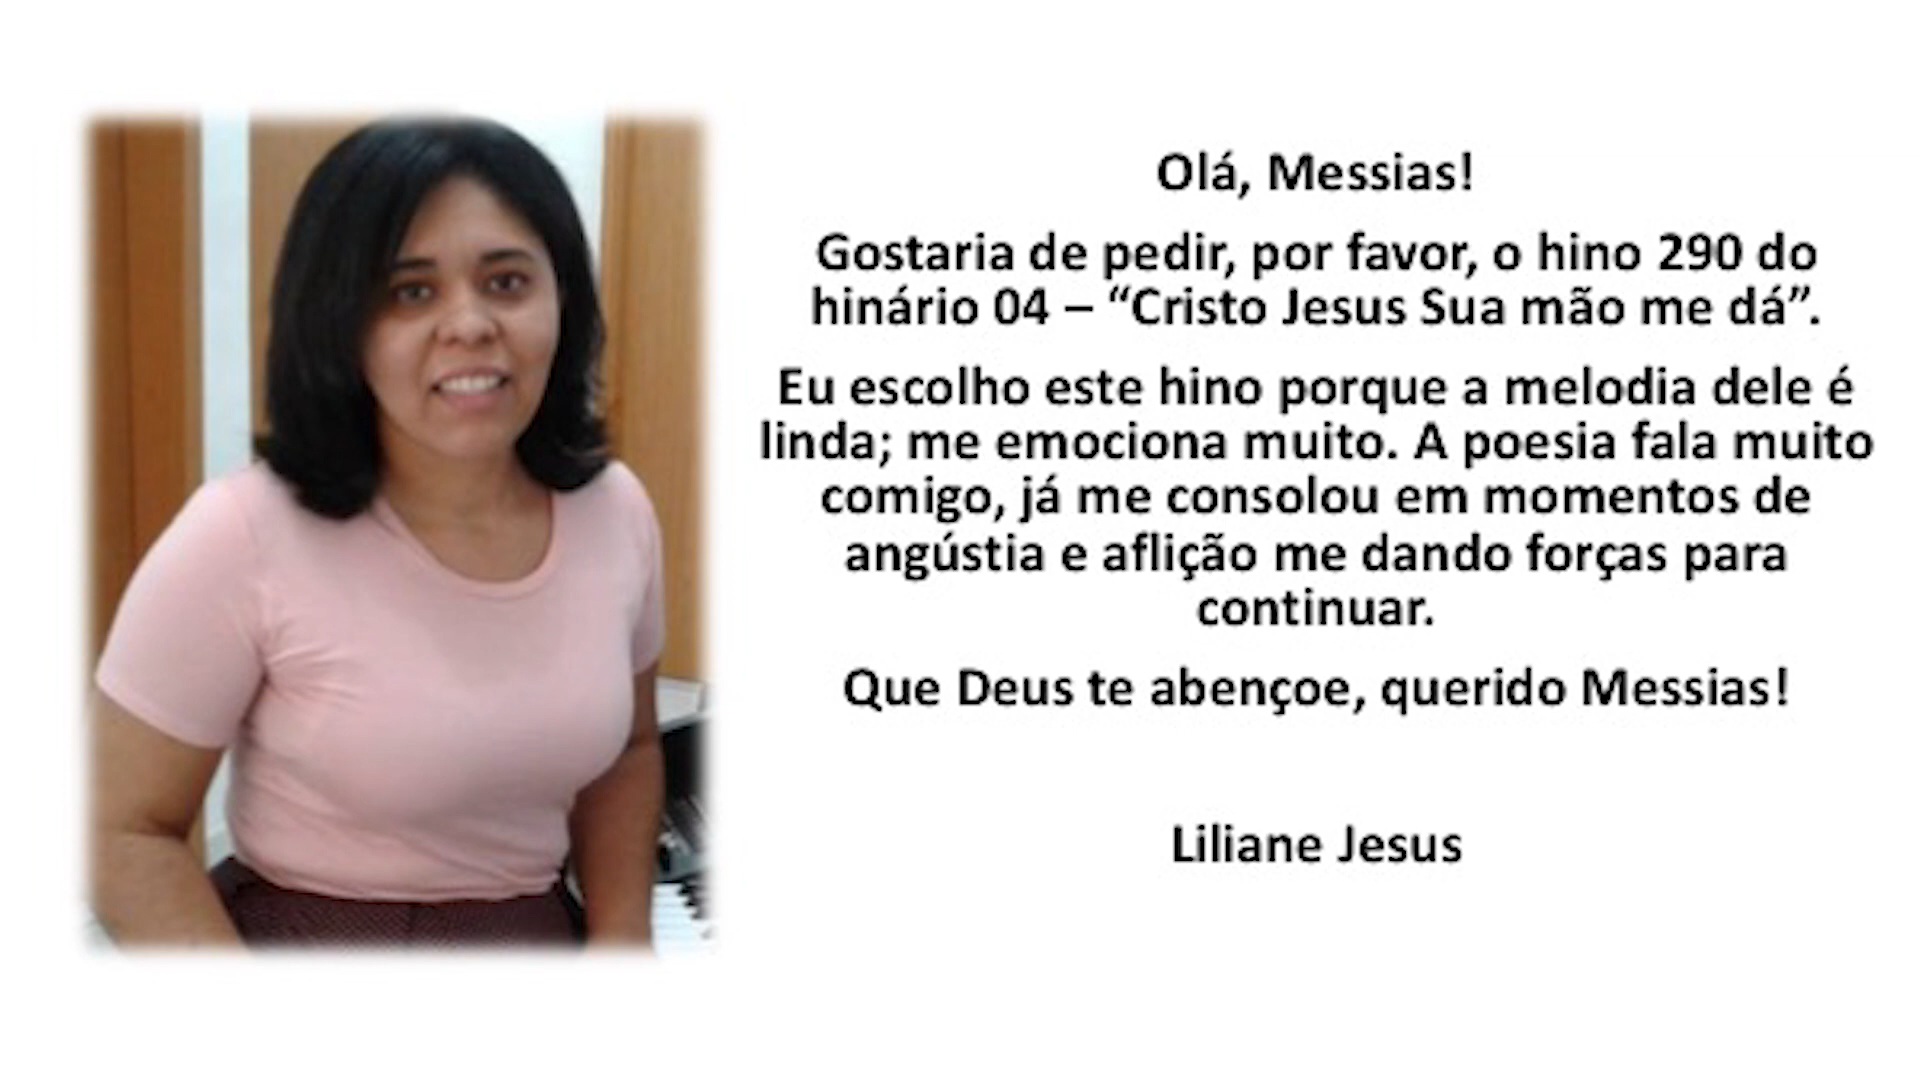 Olá, Messias!
Gostaria de pedir, por favor, o hino 290 do
hinário 04 – “Cristo Jesus Sua mão me dá”.
Eu escolho este hino porque a melodia dele é
linda; me emociona muito. A poesia fala muito
comigo, já me consolou em momentos de
angústia e aflição me dando forças para
continuar.
Que Deus te abençoe, querido Messias!
Liliane Jesus